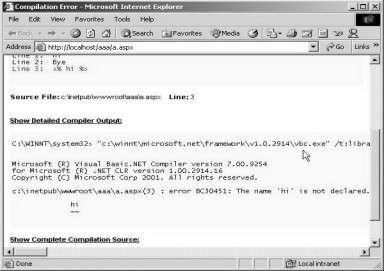 Compilation Error - Microsoft Internet Explorer
File Edit View Favorites Tools Help
Back Search Favorites Media
Address http://localhost/aaa/a.aspx Go Links »
Line 1: Hi
Line 2: Bye
Line 3: <% hi %>
Source File: c:\inetpub\wwwroot\aaa\a.aspx Line: 3
Show Detailed Compiler Output:
C:\WINNT\system32> "c:\winnt\microsoft.net\framework\v1.0.2914\vbc.exe" /t:libra
Microsoft (R) Visual Basic.NET Compiler version 7.00.9254
for Microsoft (R) .NET CLR version 1.00.2914.16
Copyright (C) Microsoft Corp 2001. All rights reserved.
c:\inetpub\wwwroot\aaa\a.aspx(3) : error BC30451: The name 'hi' is not declared.
hi
~~
Show Complete Compilation Source:
Done Local intranet